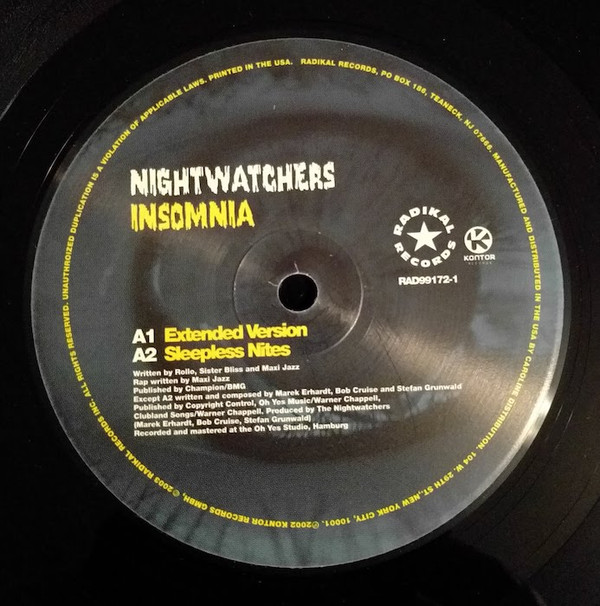 NIGHTWATCHERS
INSOMNIA
RADIKAL
RECORDS
K
KONTOR
RECORDS
RAD99172-1
A1 Extended Version
A2 Sleepless Nites
Written by Rollo, Sister Bliss and Maxi Jazz
Rap written by Maxi Jazz
Published by Champion/BMG
Except A2 written and composed by Marek Erhardt, Bob Cruise and Stefan Grunwald
Published by Copyright Control, Oh Yes Music/Warner Chappell,
Clubland Songs/Warner Chappell. Produced by The Nightwatchers
(Marek Erhardt, Bob Cruise, Stefan Grunwald)
Recorded and mastered at the Oh Yes Studio, Hamburg
℗2002 KONTOR RECORDS GMBH, © 2003 RADIKAL RECORDS INC. ALL RIGHTS RESERVED. UNAUTHROIZED DUPLICATION IS A VIOLATION OF APPLICABLE LAWS. PRINTED IN THE USA. RADIKAL RECORDS, PO BOX 186, TEANECK, NJ 07666. MANUFACTURED AND DISTRIBUTED IN THE USA BY CAROLINE DISTRIBUTION. 104 W. 29TH ST., NEW YORK CITY, 10001.